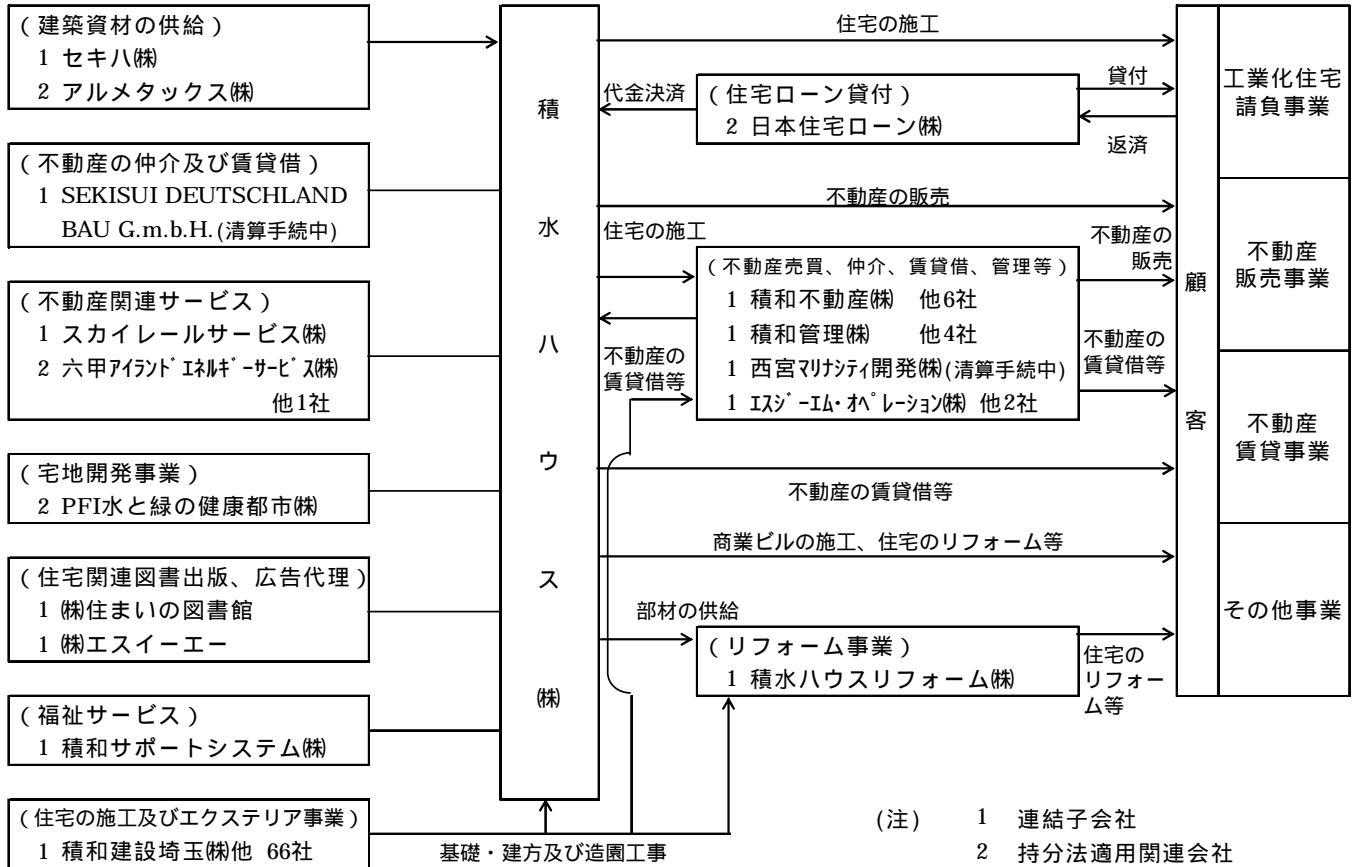 (建築資材の供給)
1 セキハ㈱
2 アルメタックス㈱
(不動産の仲介及び賃貸借)
1 SEKISUI DEUTSCHLAND
BAU G.m.b.H.(清算手続中)
(不動産関連サービス)
1 スカイレールサービス㈱
2 六甲ｱｲﾗﾝﾄﾞｴﾈﾙｷﾞｰｻｰﾋﾞｽ㈱
他1社
(宅地開発事業)
2 PFI水と緑の健康都市㈱
(住宅関連図書出版、広告代理)
1 ㈱住まいの図書館
1 ㈱エスイーエー
(福祉サービス)
1 積和サポートシステム㈱
(住宅の施工及びエクステリア事業)
1 積和建設埼玉㈱他 66社
積水ハウス㈱
住宅の施工
代金決済
(住宅ローン貸付)
2 日本住宅ローン㈱
貸付
返済
不動産の販売
住宅の施工
(不動産売買、仲介、賃貸借、管理等)
1 積和不動産㈱ 他6社
1 積和管理㈱ 他4社
1 西宮ﾏﾘﾅｼﾃｨ開発㈱(清算手続中)
1 ｴｽｼﾞｰｴﾑ・ｵﾍﾟﾚｰｼｮﾝ㈱ 他2社
不動産の
販売
不動産の
賃貸借等
不動産の
賃貸借等
不動産の賃貸借等
商業ビルの施工、住宅のリフォーム等
部材の供給
(リフォーム事業)
1 積水ハウスリフォーム㈱
住宅の
リフォー
ム等
基礎・建方及び造園工事
顧客
工業化住宅
請負事業
不動産
販売事業
不動産
賃貸事業
その他事業
(注) 1 連結子会社
2 持分法適用関連会社